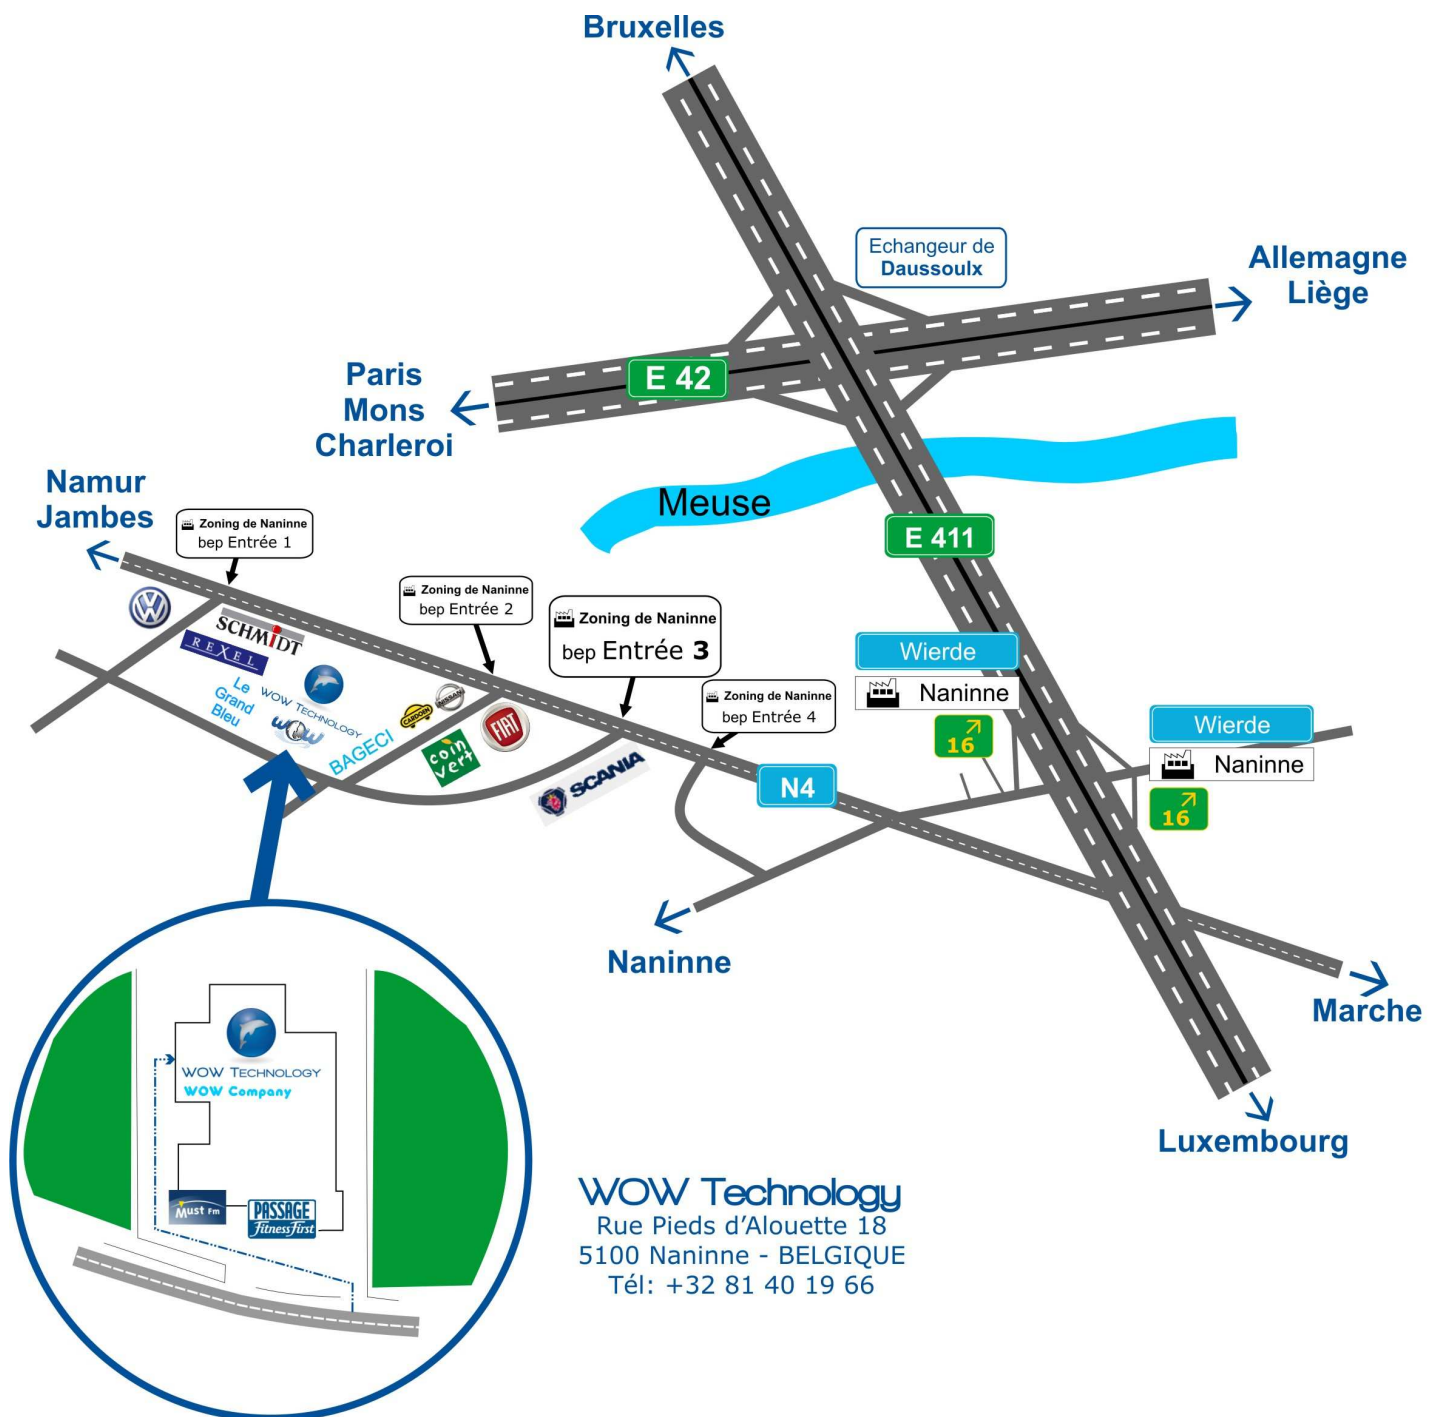 Bruxelles
Echangeur de
Daussoulx
Allemagne
Liège
Paris
Mons
Charleroi
E 42
Namur
Jambes
Meuse
E 411
Zoning de Naninne
bep Entrée 1
Zoning de Naninne
bep Entrée 2
Zoning de Naninne
bep Entrée 3
Zoning de Naninne
bep Entrée 4
Wierde
Naninne
16
Wierde
Naninne
16
SCHMIDT
REXEL
Le
Grand
Bleu
WOW TECHNOLOGY
WOW
BAGECI
CARDOEN
NISSAN
FIAT
coin
vert
SCANIA
N4
Naninne
Marche
Luxembourg
WOW TECHNOLOGY
WOW Company
Must FM
PASSAGE
Fitness First
WOW Technology
Rue Pieds d'Alouette 18
5100 Naninne - BELGIQUE
Tél: +32 81 40 19 66